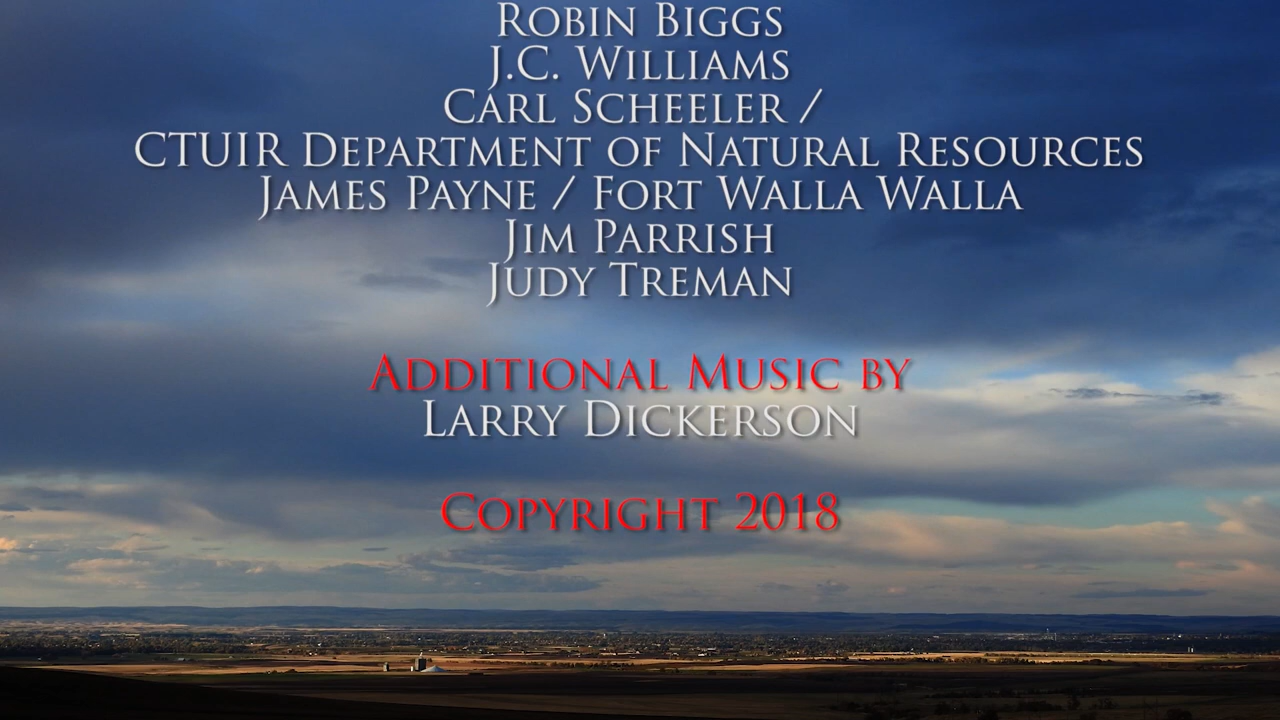 Robin Biggs
J.C. Williams
Carl Scheeler /
CTUIR Department of Natural Resources
James Payne / Fort Walla Walla
Jim Parrish
Judy Treman
Additional Music by
Larry Dickerson
Copyright 2018